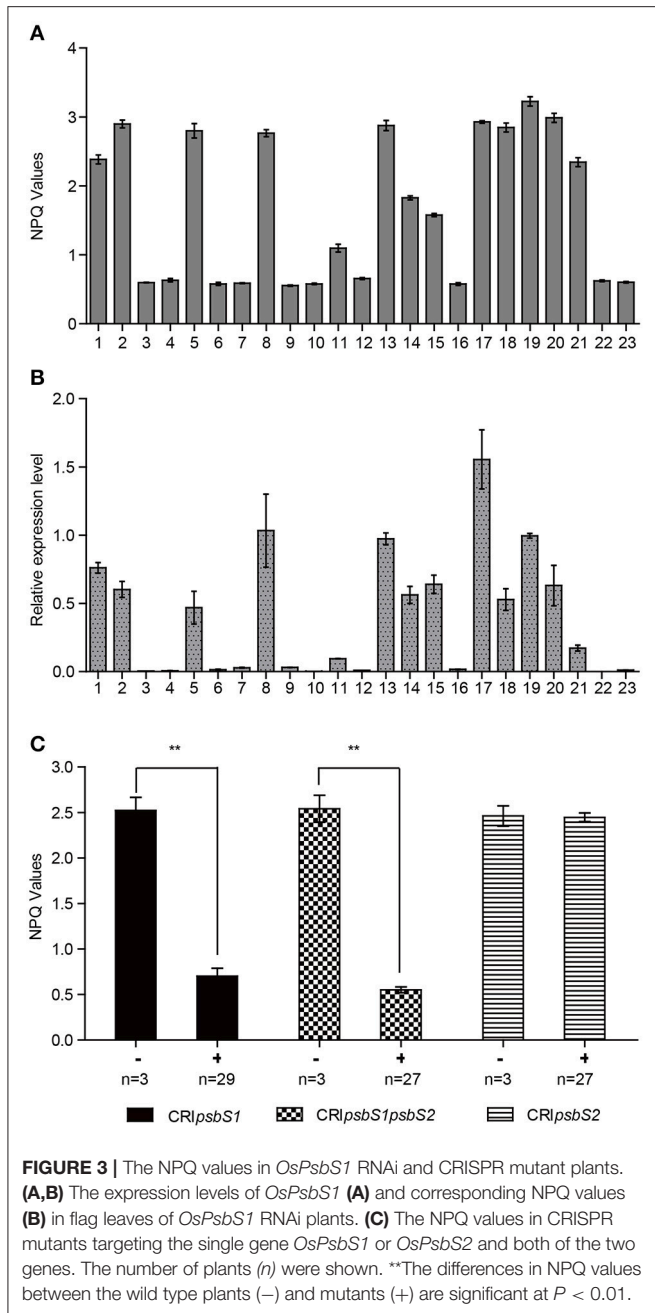 A
NPQ Values
4
3
2
1
0
1 2 3 4 5 6 7 8 9 10 11 12 13 14 15 16 17 18 19 20 21 22 23
B
Relative expression level
2.0
1.5
1.0
0.5
0.0
1 2 3 4 5 6 7 8 9 10 11 12 13 14 15 16 17 18 19 20 21 22 23
C
NPQ Values
3.0
2.5
2.0
1.5
1.0
0.5
0.0
** **
- + - + - +
n=3 n=29 n=3 n=27 n=3 n=27
CRIpsbS1 CRIpsbS1psbS2 CRIpsbS2
FIGURE 3 | The NPQ values in OsPsbS1 RNAi and CRISPR mutant plants.
(A,B) The expression levels of OsPsbS1 (A) and corresponding NPQ values
(B) in flag leaves of OsPsbS1 RNAi plants. (C) The NPQ values in CRISPR
mutants targeting the single gene OsPsbS1 or OsPsbS2 and both of the two
genes. The number of plants (n) were shown. **The differences in NPQ values
between the wild type plants (−) and mutants (+) are significant at P < 0.01.